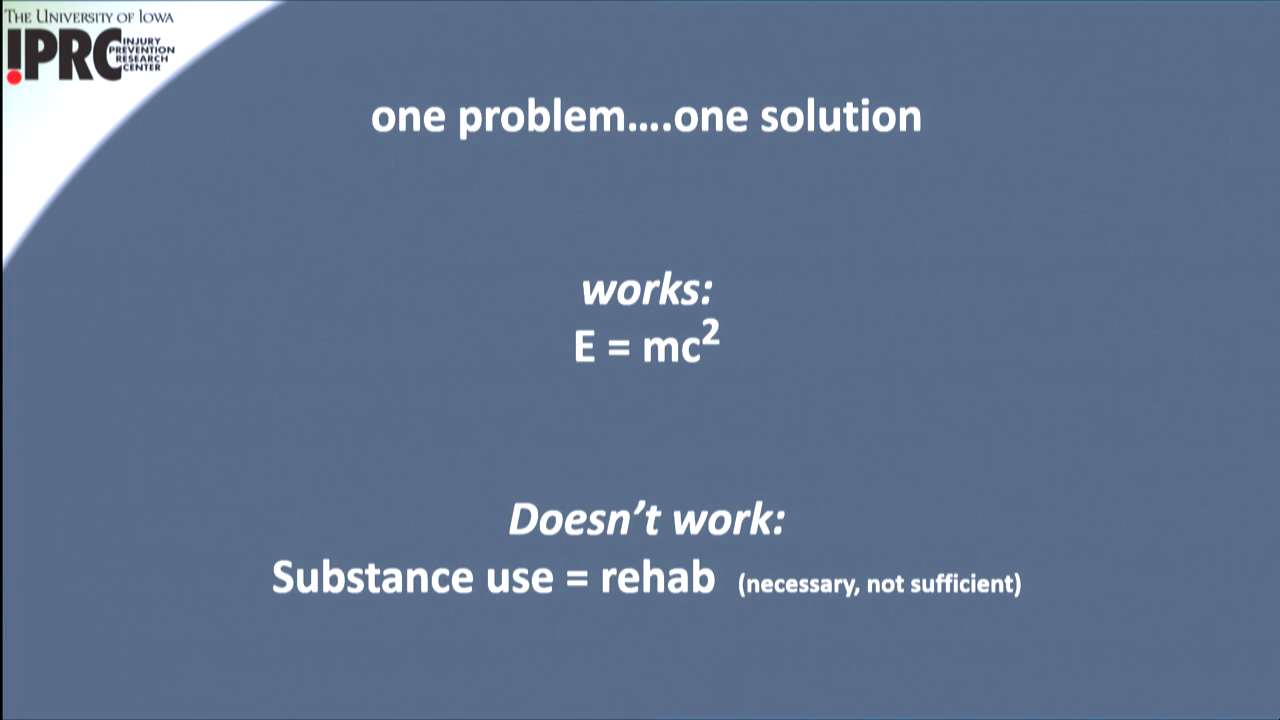 THE UNIVERSITY OF IOWA
IPRC INJURY
PREVENTION
RESEARCH
CENTER
one problem....one solution
works:
E = mc²
Doesn’t work:
Substance use = rehab (necessary, not sufficient)